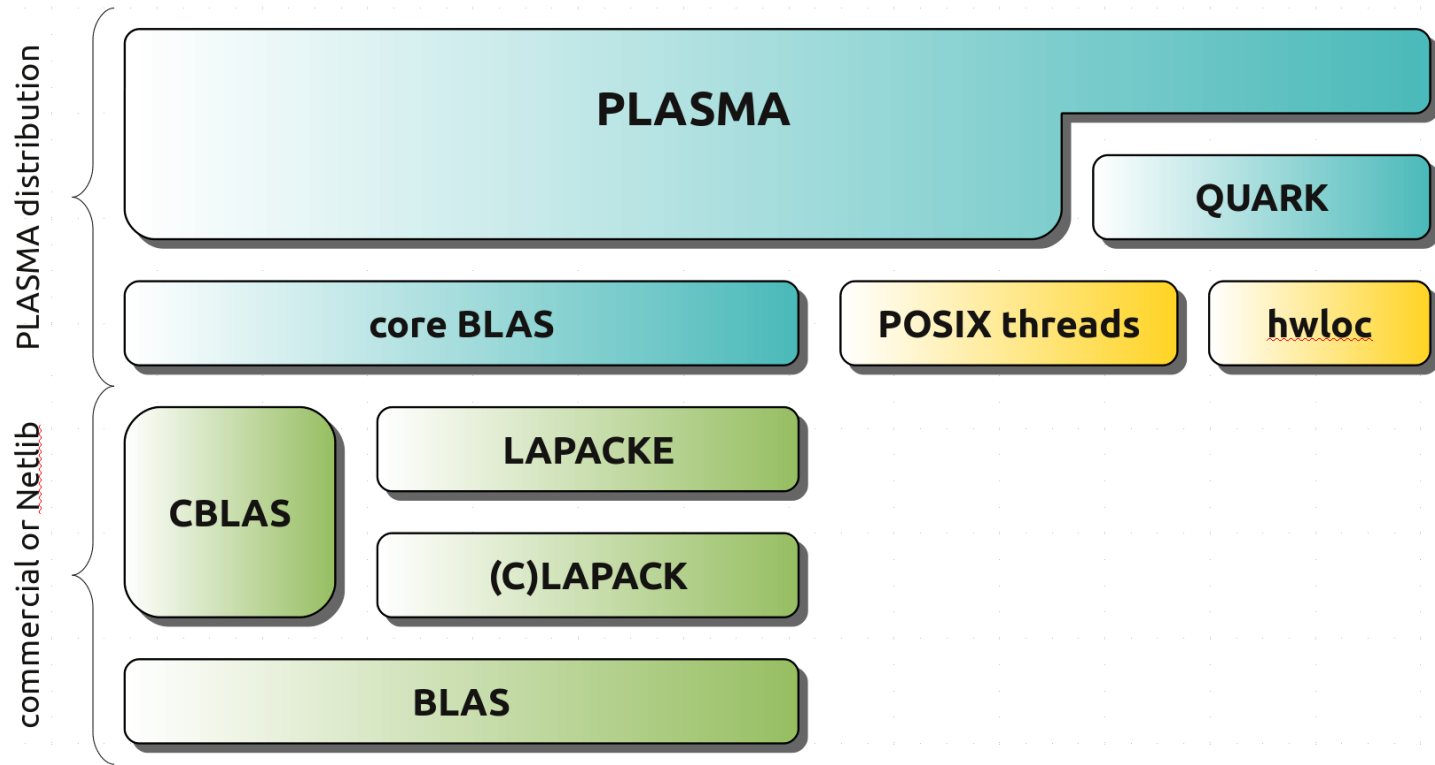 PLASMA distribution
PLASMA
QUARK
core BLAS
POSIX threads
hwloc
commercial or Netlib
CBLAS
LAPACKE
(C)LAPACK
BLAS